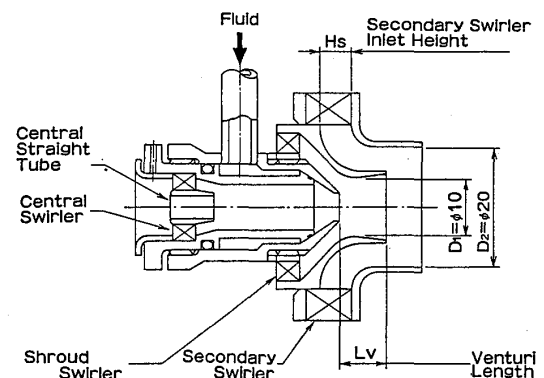 Fluid
Secondary Swirler
Inlet Height
Hs
Central
Straight
Tube
Central
Swirler
D₁=φ10
D₂=φ20
Lv
Shroud
Swirler
Secondary
Swirler
Venturi
Length